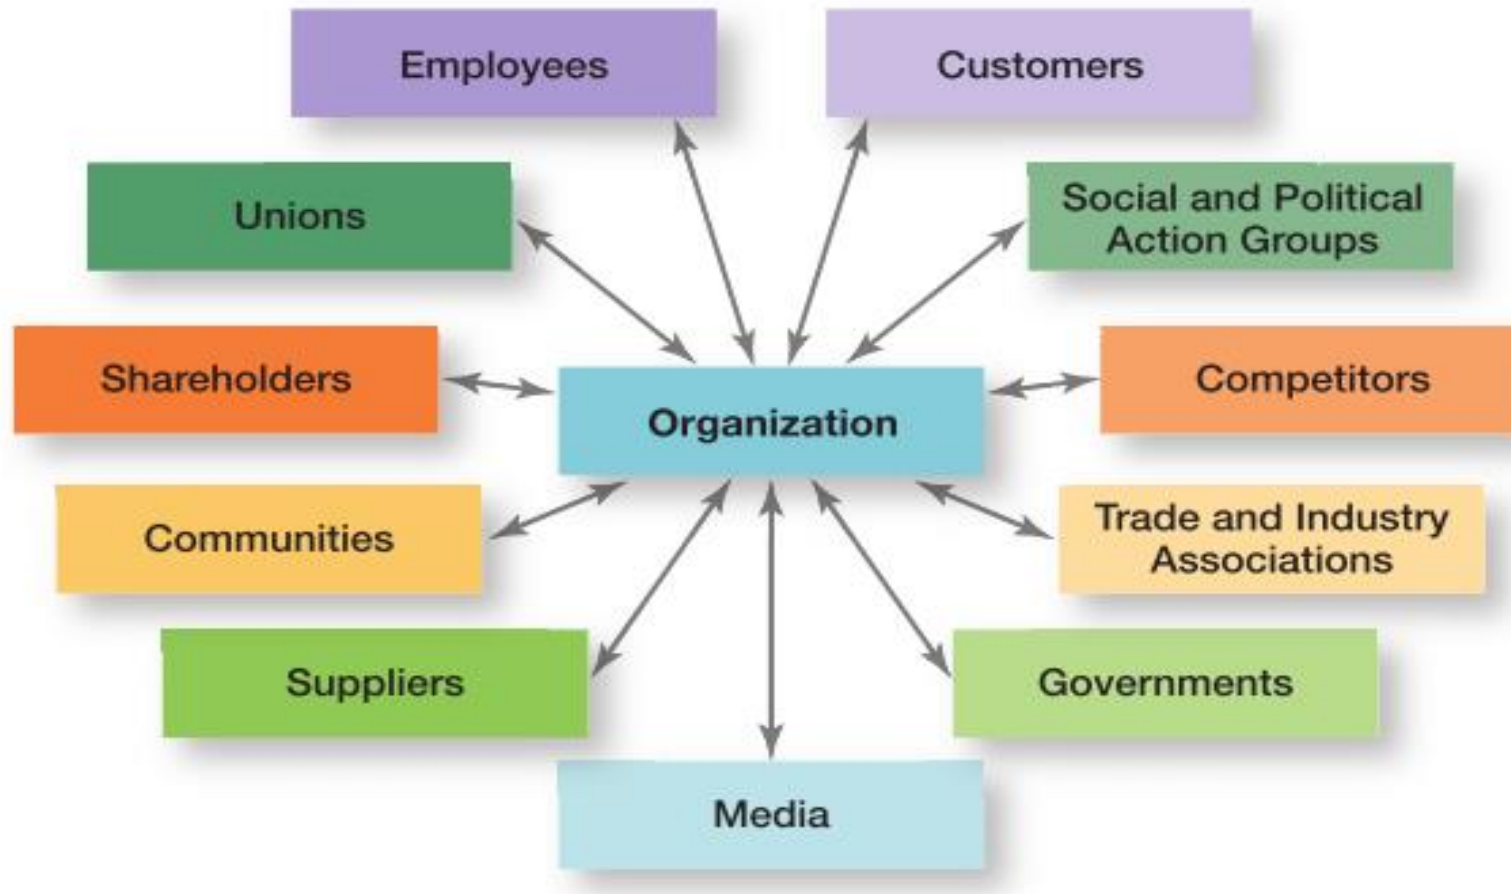 Employees
Customers
Unions
Social and Political
Action Groups
Shareholders
Competitors
Organization
Communities
Trade and Industry
Associations
Suppliers
Governments
Media